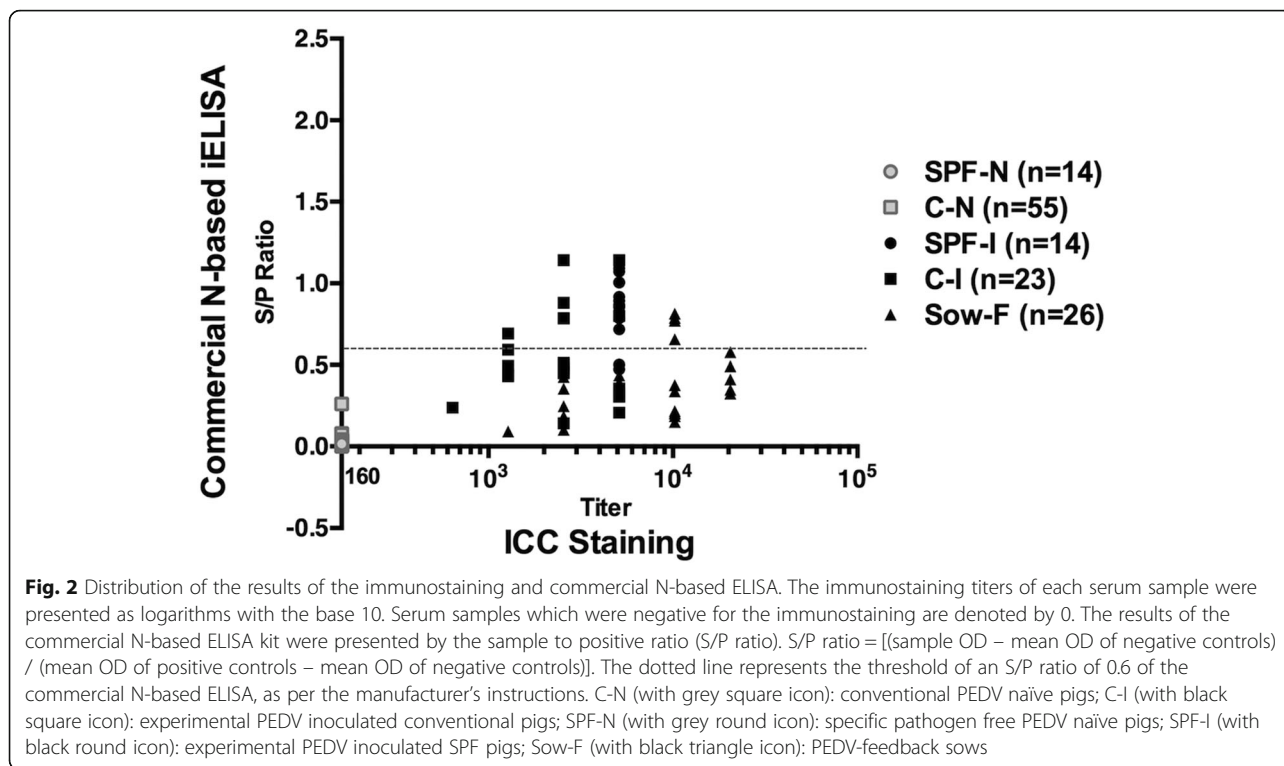 Commercial N-based iELISA
S/P Ratio
2.5
2.0
1.5
1.0
0.5
0.0
-0.5
160
10³
10⁴
10⁵
Titer
ICC Staining
SPF-N (n=14)
C-N (n=55)
SPF-I (n=14)
C-I (n=23)
Sow-F (n=26)
Fig. 2 Distribution of the results of the immunostaining and commercial N-based ELISA. The immunostaining titers of each serum sample were
presented as logarithms with the base 10. Serum samples which were negative for the immunostaining are denoted by 0. The results of the
commercial N-based ELISA kit were presented by the sample to positive ratio (S/P ratio). S/P ratio = [(sample OD – mean OD of negative controls)
/ (mean OD of positive controls – mean OD of negative controls)]. The dotted line represents the threshold of an S/P ratio of 0.6 of the
commercial N-based ELISA, as per the manufacturer's instructions. C-N (with grey square icon): conventional PEDV naïve pigs; C-I (with black
square icon): experimental PEDV inoculated conventional pigs; SPF-N (with grey round icon): specific pathogen free PEDV naïve pigs; SPF-I (with
black round icon): experimental PEDV inoculated SPF pigs; Sow-F (with black triangle icon): PEDV-feedback sows